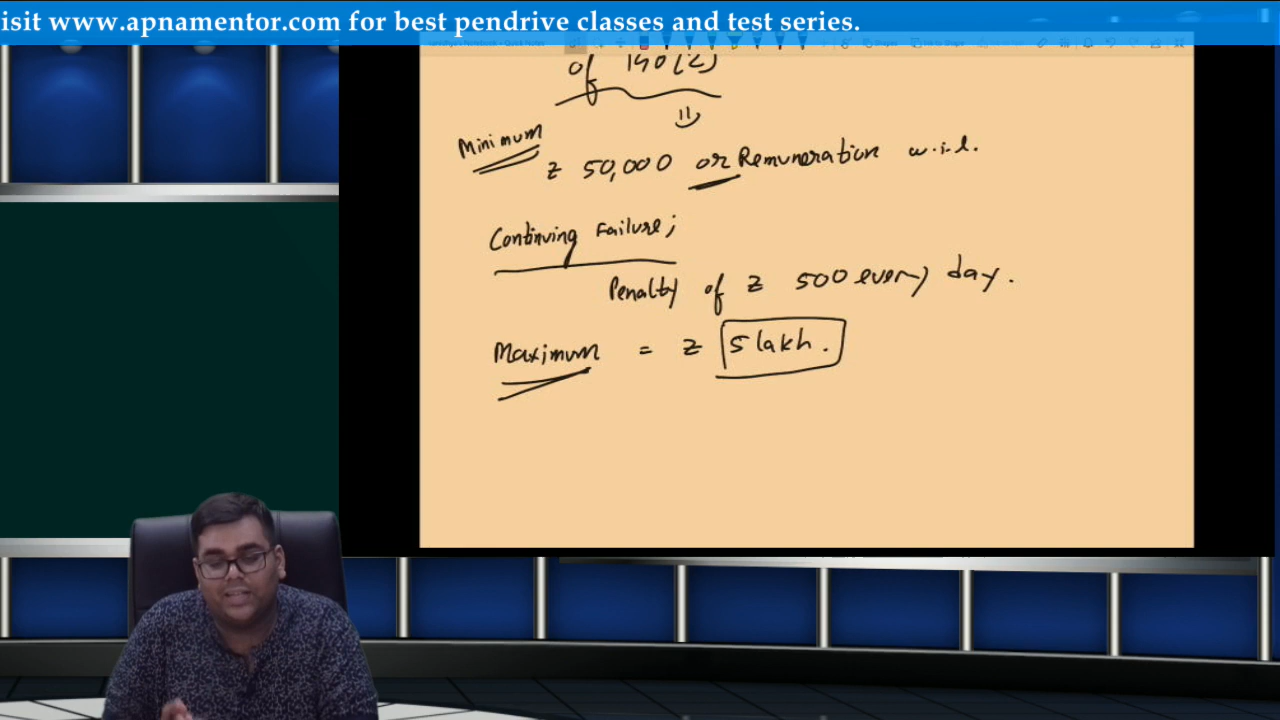 isit www.apnamentor.com for best pendrive classes and test series.
of 140(2)
Minimum
₹ 50,000 or Remuneration w.i.l.
Continuing Failure;
Penalty of ₹ 500 every day.
Maximum = ₹ 5 lakh.